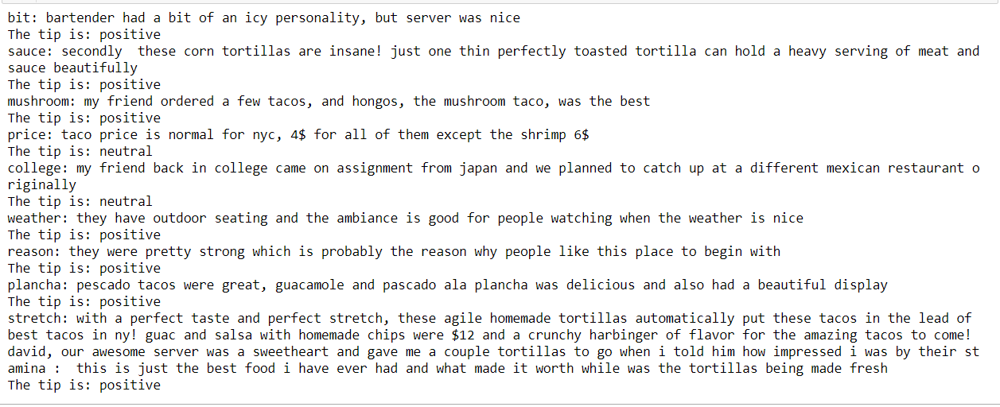 bit: bartender had a bit of an icy personality, but server was nice
The tip is: positive
sauce: secondly  these corn tortillas are insane! just one thin perfectly toasted tortilla can hold a heavy serving of meat and
sauce beautifully
The tip is: positive
mushroom: my friend ordered a few tacos, and hongos, the mushroom taco, was the best
The tip is: positive
price: taco price is normal for nyc, 4$ for all of them except the shrimp 6$
The tip is: neutral
college: my friend back in college came on assignment from japan and we planned to catch up at a different mexican restaurant o
riginally
The tip is: neutral
weather: they have outdoor seating and the ambiance is good for people watching when the weather is nice
The tip is: positive
reason: they were pretty strong which is probably the reason why people like this place to begin with
The tip is: positive
plancha: pescado tacos were great, guacamole and pascado ala plancha was delicious and also had a beautiful display
The tip is: positive
stretch: with a perfect taste and perfect stretch, these agile homemade tortillas automatically put these tacos in the lead of
best tacos in ny! guac and salsa with homemade chips were $12 and a crunchy harbinger of flavor for the amazing tacos to come!
david, our awesome server was a sweetheart and gave me a couple tortillas to go when i told him how impressed i was by their st
amina :  this is just the best food i have ever had and what made it worth while was the tortillas being made fresh
The tip is: positive